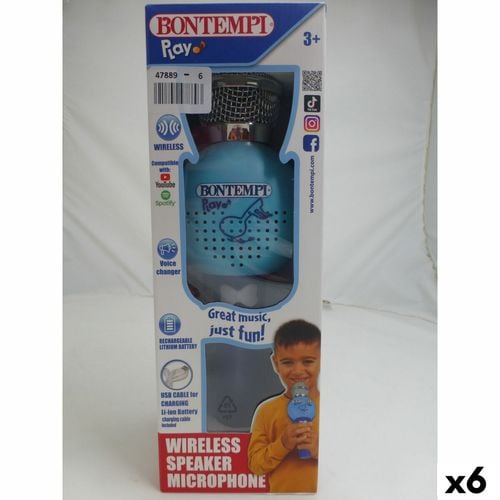 BONTEMPI
Play
3+
47889 - 6
WIRELESS
Compatible
with:
YouTube
Spotify
BONTEMPI
Play
www.bontempi.com
Voice
changer
Great music,
just fun!
RECHARGEABLE
LITHIUM BATTERY
USB CABLE for
CHARGING
Li-Ion Battery
charging cable
included
WIRELESS
SPEAKER
MICROPHONE
x6